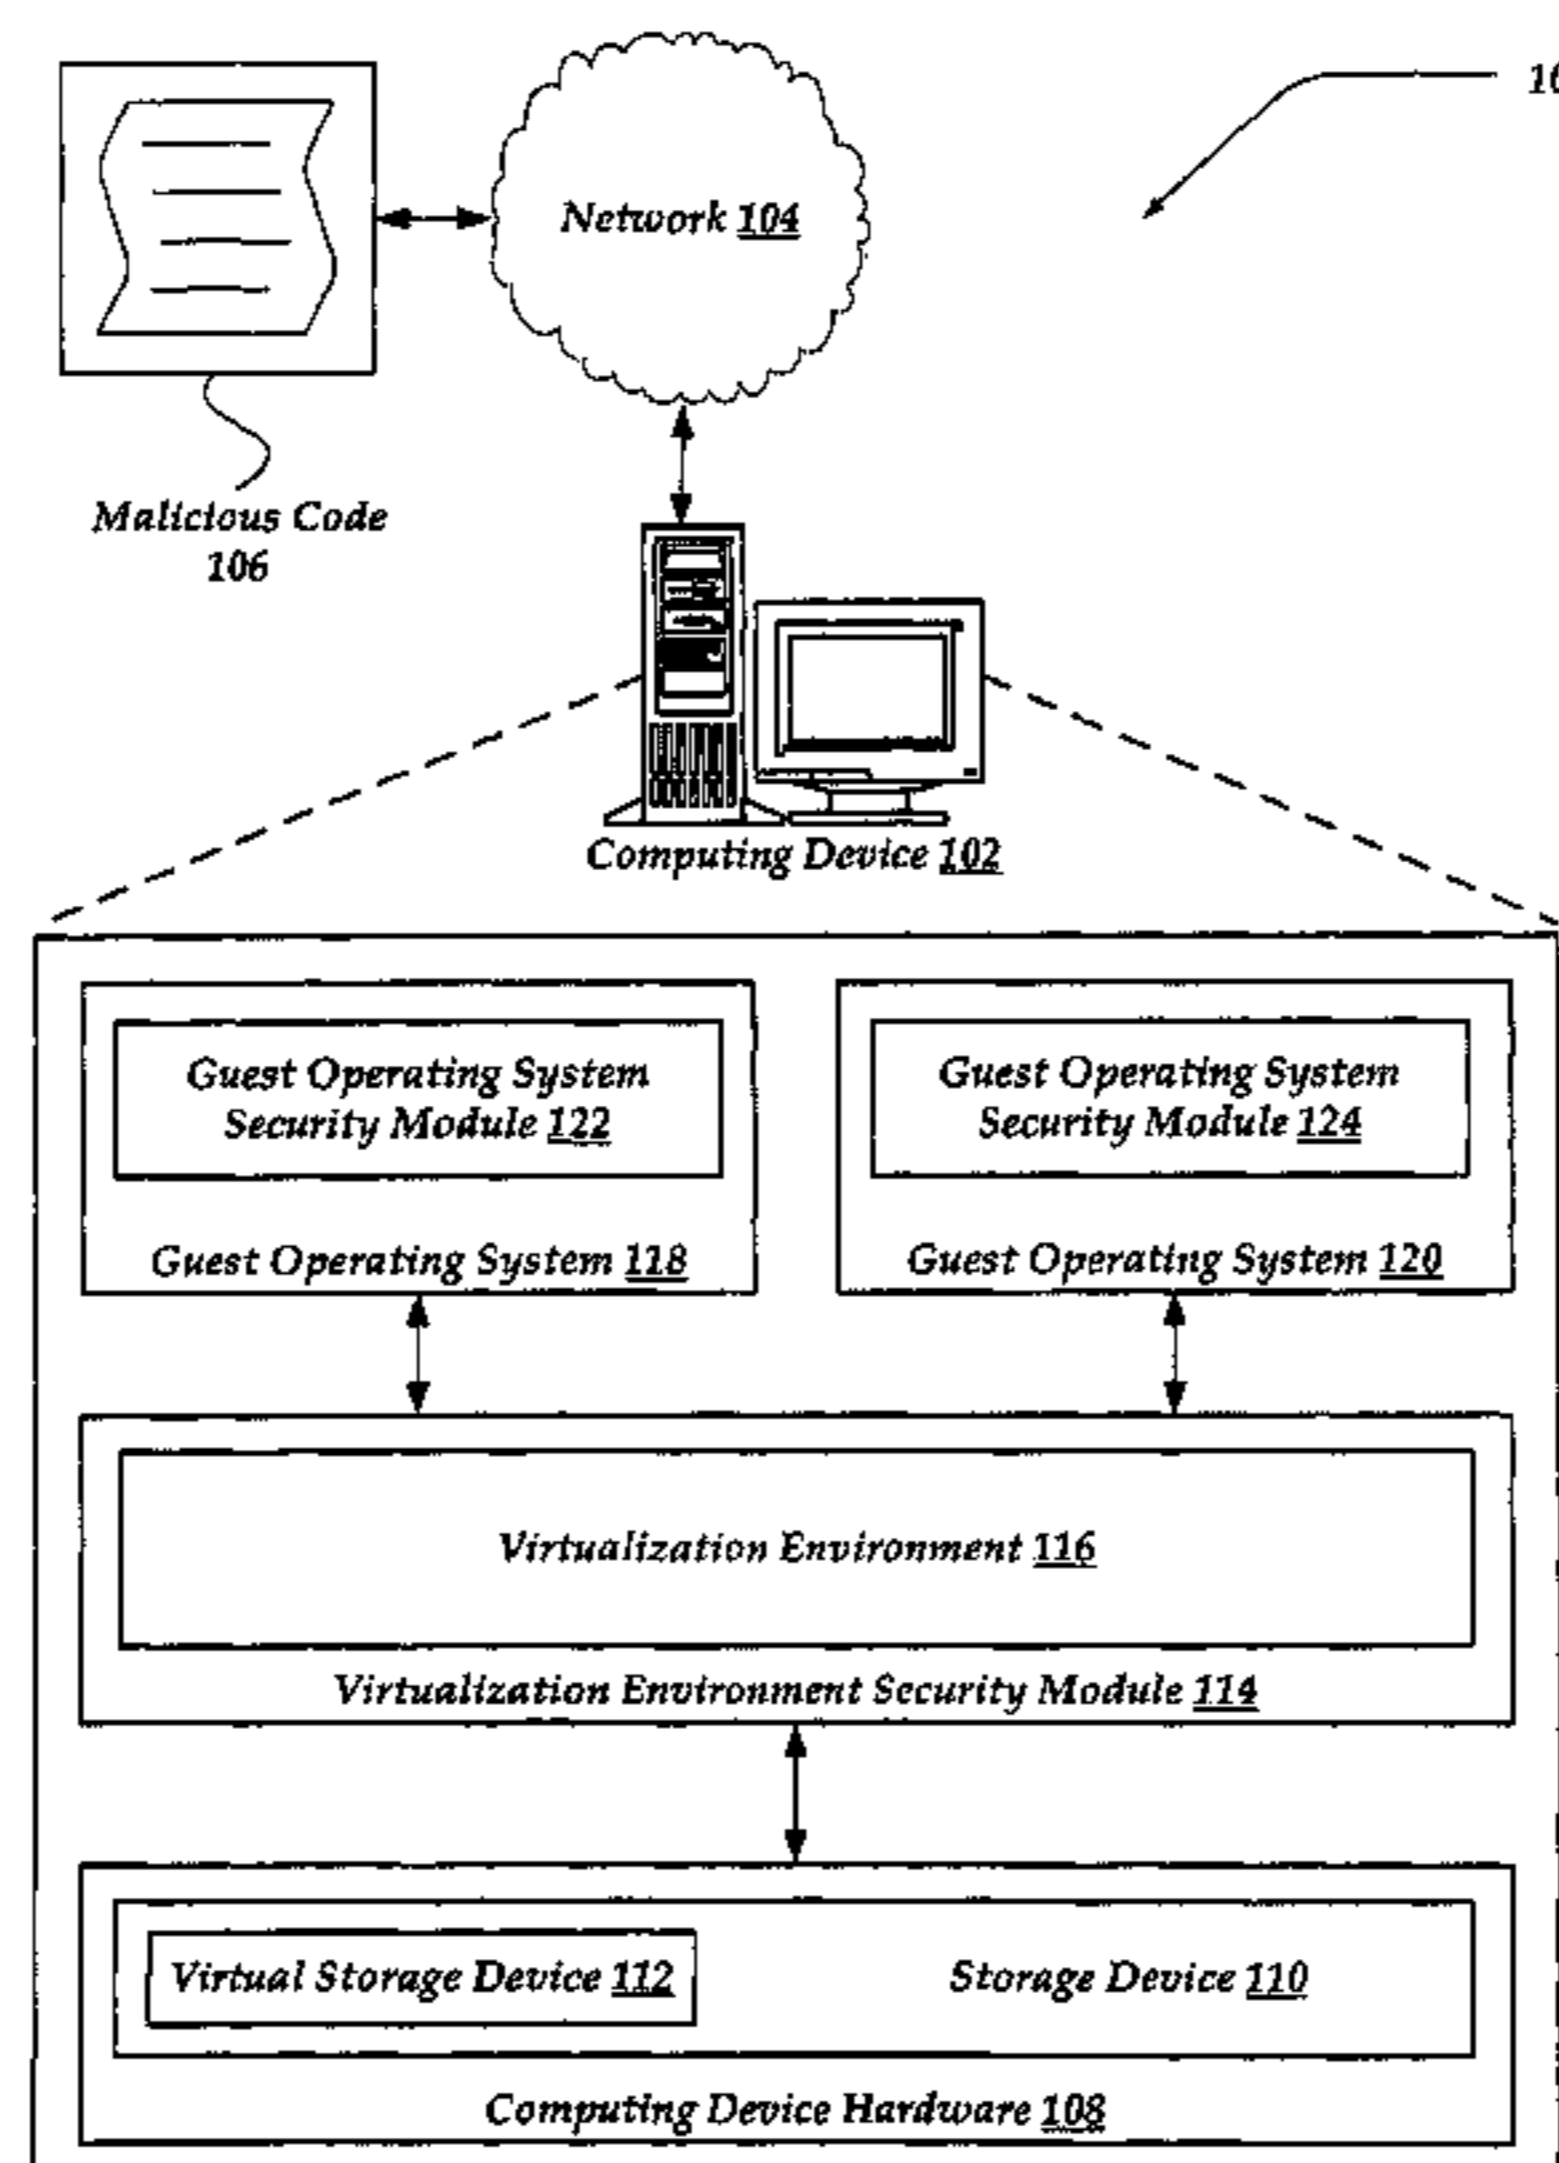 Network 104
Malicious Code
106
Computing Device 102
Guest Operating System
Security Module 122
Guest Operating System 118
Guest Operating System
Security Module 124
Guest Operating System 120
Virtualization Environment 116
Virtualization Environment Security Module 114
Virtual Storage Device 112
Storage Device 110
Computing Device Hardware 108